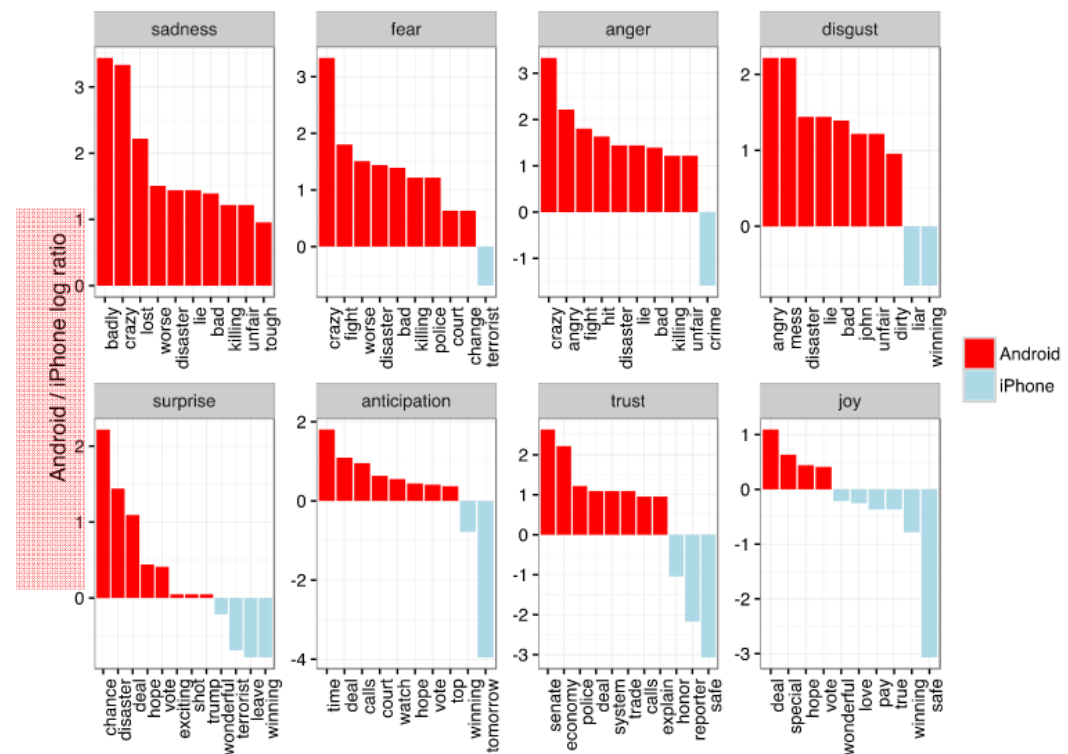 sadness
fear
anger
disgust
3
2
1
0
3
2
1
0
3
2
1
0
-1
2
1
0
badly
crazy
lost
worse
disaster
lie
bad
killing
unfair
tough
crazy
fight
worse
disaster
bad
killing
police
court
change
terrorist
crazy
angry
fight
hit
disaster
lie
bad
killing
unfair
crime
angry
mess
disaster
lie
bad
john
unfair
dirty
liar
winning
Android / iPhone log ratio
Android
iPhone
surprise
anticipation
trust
joy
2
1
0
2
0
-2
-4
2
1
0
-1
-2
-3
1
0
-1
-2
-3
chance
disaster
deal
hope
vote
exciting
shot
trump
wonderful
terrorist
leave
winning
time
deal
calls
court
watch
hope
vote
top
winning
tomorrow
senate
economy
police
deal
system
trade
calls
explain
honor
reporter
safe
deal
special
hope
vote
wonderful
love
pay
true
winning
safe